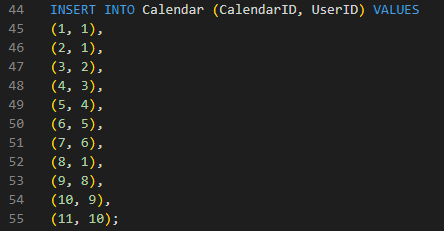 44 INSERT INTO Calendar (CalendarID, UserID) VALUES
45 (1, 1),
46 (2, 1),
47 (3, 2),
48 (4, 3),
49 (5, 4),
50 (6, 5),
51 (7, 6),
52 (8, 1),
53 (9, 8),
54 (10, 9),
55 (11, 10);